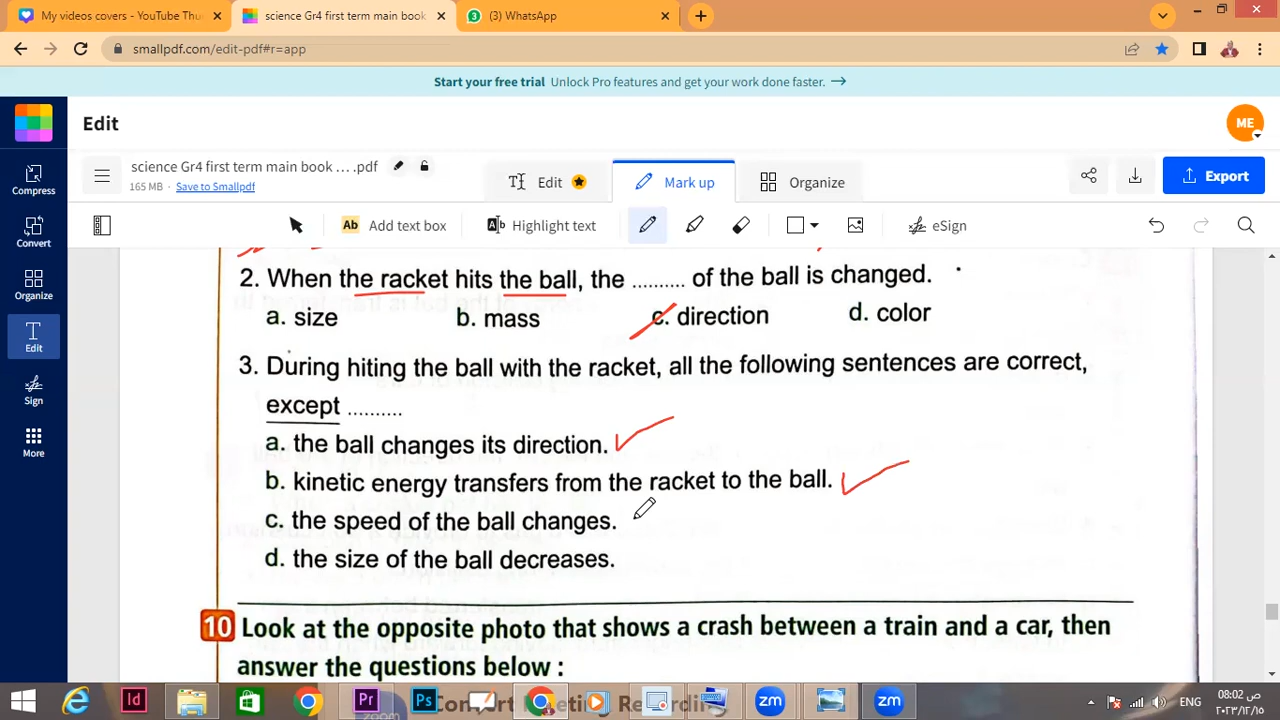 My videos covers - YouTube Thum
science Gr4 first term main book
(3) WhatsApp
smallpdf.com/edit-pdf#r=app
Start your free trial Unlock Pro features and get your work done faster.
Edit
ME
science Gr4 first term main book … .pdf
165 MB • Save to Smallpdf
Edit
Mark up
Organize
Export
Add text box
Highlight text
eSign
Compress
Convert
Organize
Edit
Sign
More
2. When the racket hits the ball, the .......... of the ball is changed.
a. size b. mass c. direction d. color
3. During hiting the ball with the racket, all the following sentences are correct,
except ..........
a. the ball changes its direction.
b. kinetic energy transfers from the racket to the ball.
c. the speed of the ball changes.
d. the size of the ball decreases.
10 Look at the opposite photo that shows a crash between a train and a car, then
answer the questions below :
zoom
ENG
08:02 ص